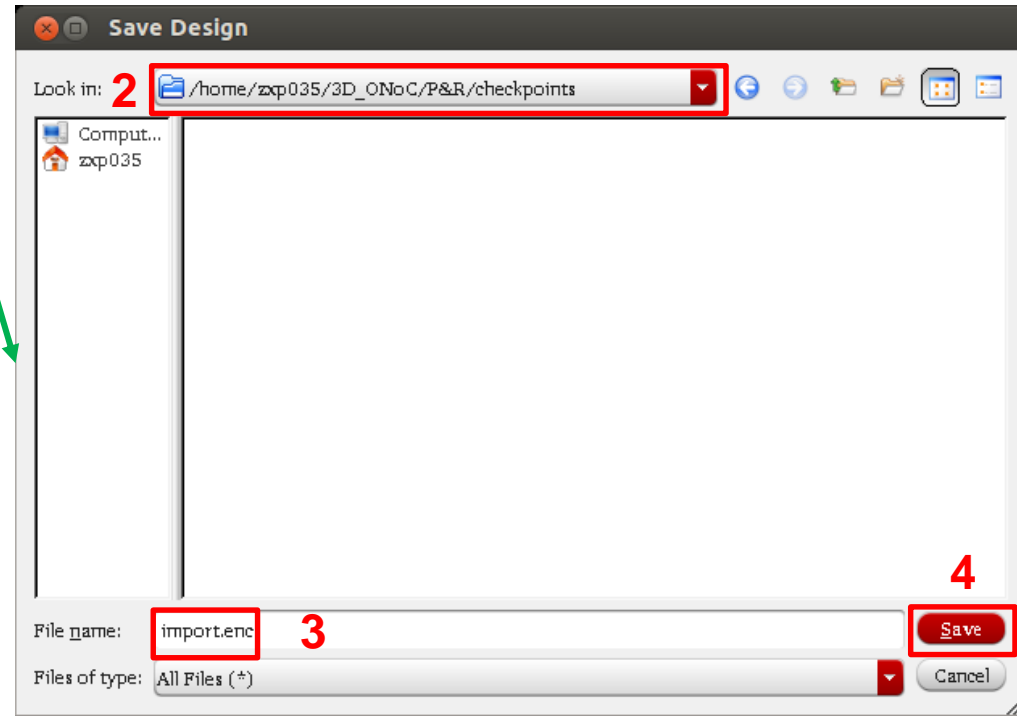 Save Design
Look in: 2 /home/zxp035/3D_ONoC/P&R/checkpoints
Comput...
zxp035
4
File name: import.enc 3 Save
Files of type: All Files (*) Cancel